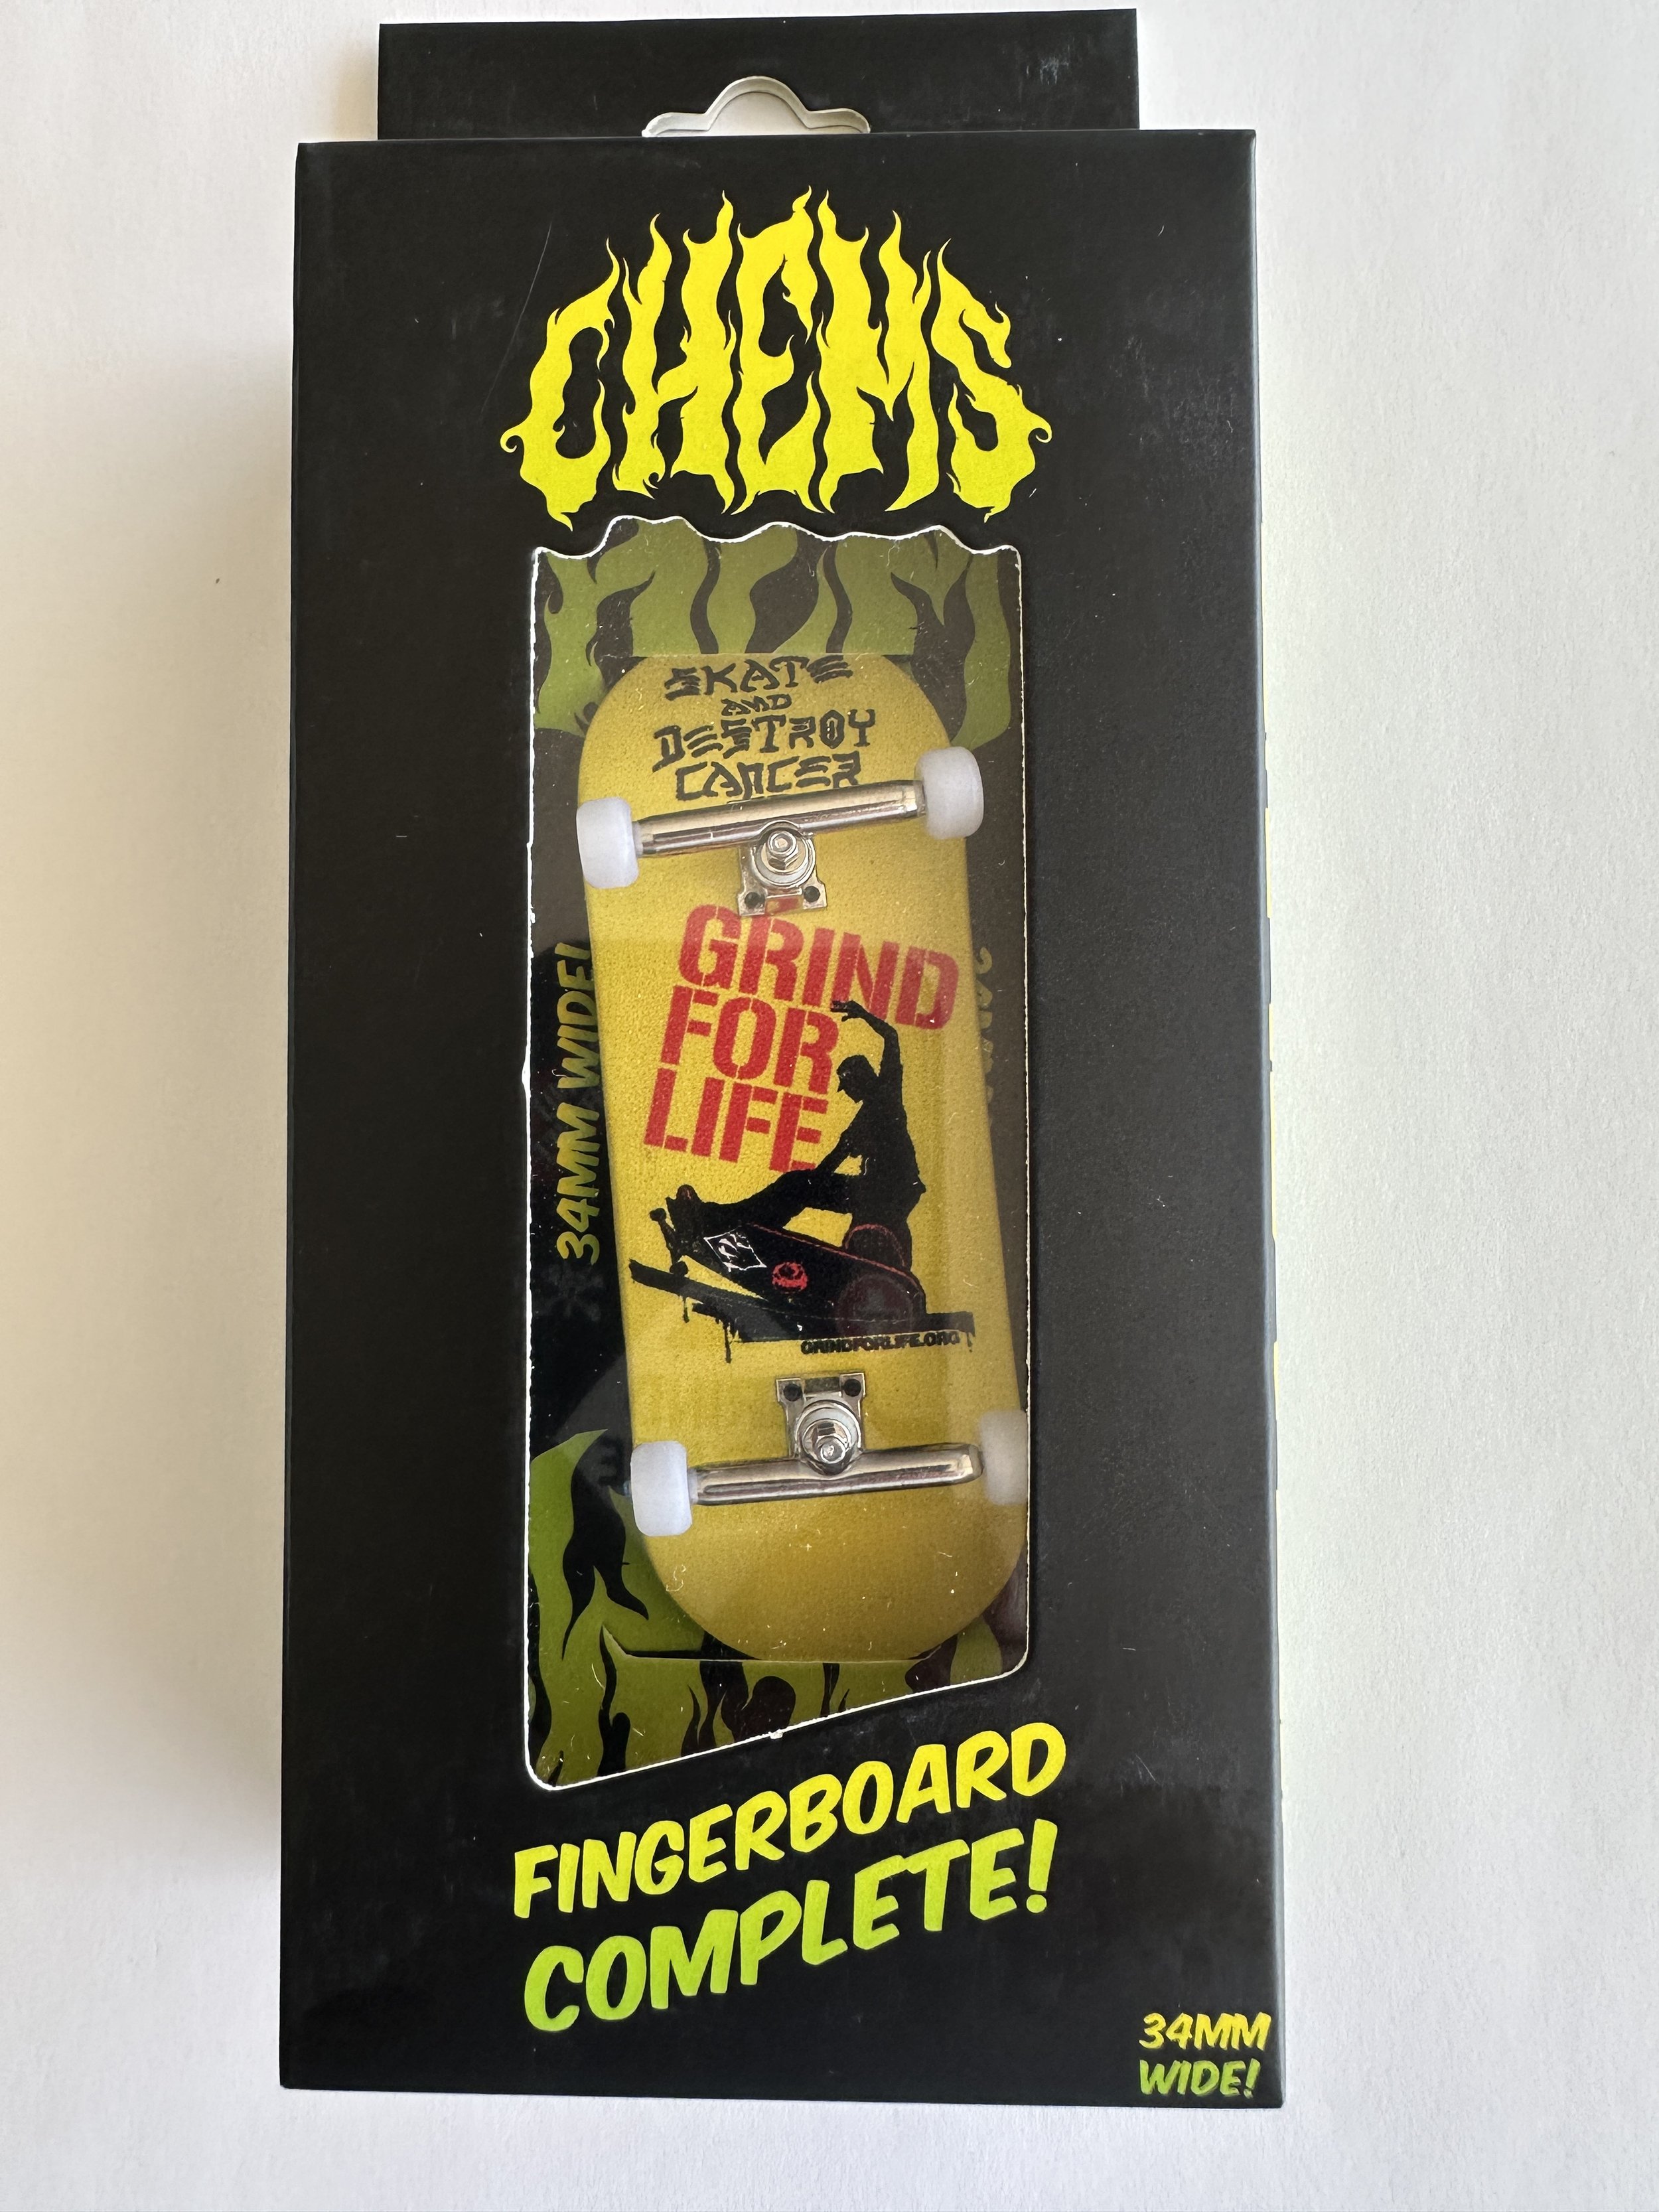 CHEMS
SKATE
AND
DESTROY
CANCER
GRIND
FOR
LIFE
GRINDFORLIFE.ORG
34MM WIDE!
FINGERBOARD
COMPLETE!
34MM
WIDE!